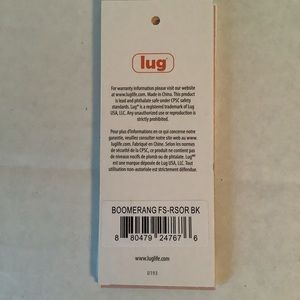 lug
For warranty information please visit our website
at www.luglife.com. Made in China. This product
is lead and phthalate safe under CPSC safety
standards. Lug® is a registered trademark of Lug
USA, LLC. Any unauthorized use or reproduction is
strictly prohibited.
Pour plus d'informations en ce qui concerne notre
garantie, veuillez consulter notre site web au www.
luglife.com. Fabriqué en Chine. Selon les normes
de sécurité de la CPSC, ce produit ne contient pas
de niveaux nocifs de plomb ou de phtalate. Lug®
est une marque déposée de Lug USA, LLC. Tout
utilisation non-autorisée est strictement défendue.
BOOMERANG FS-RSOR BK
8 80479 24767 6
www.luglife.com
0193